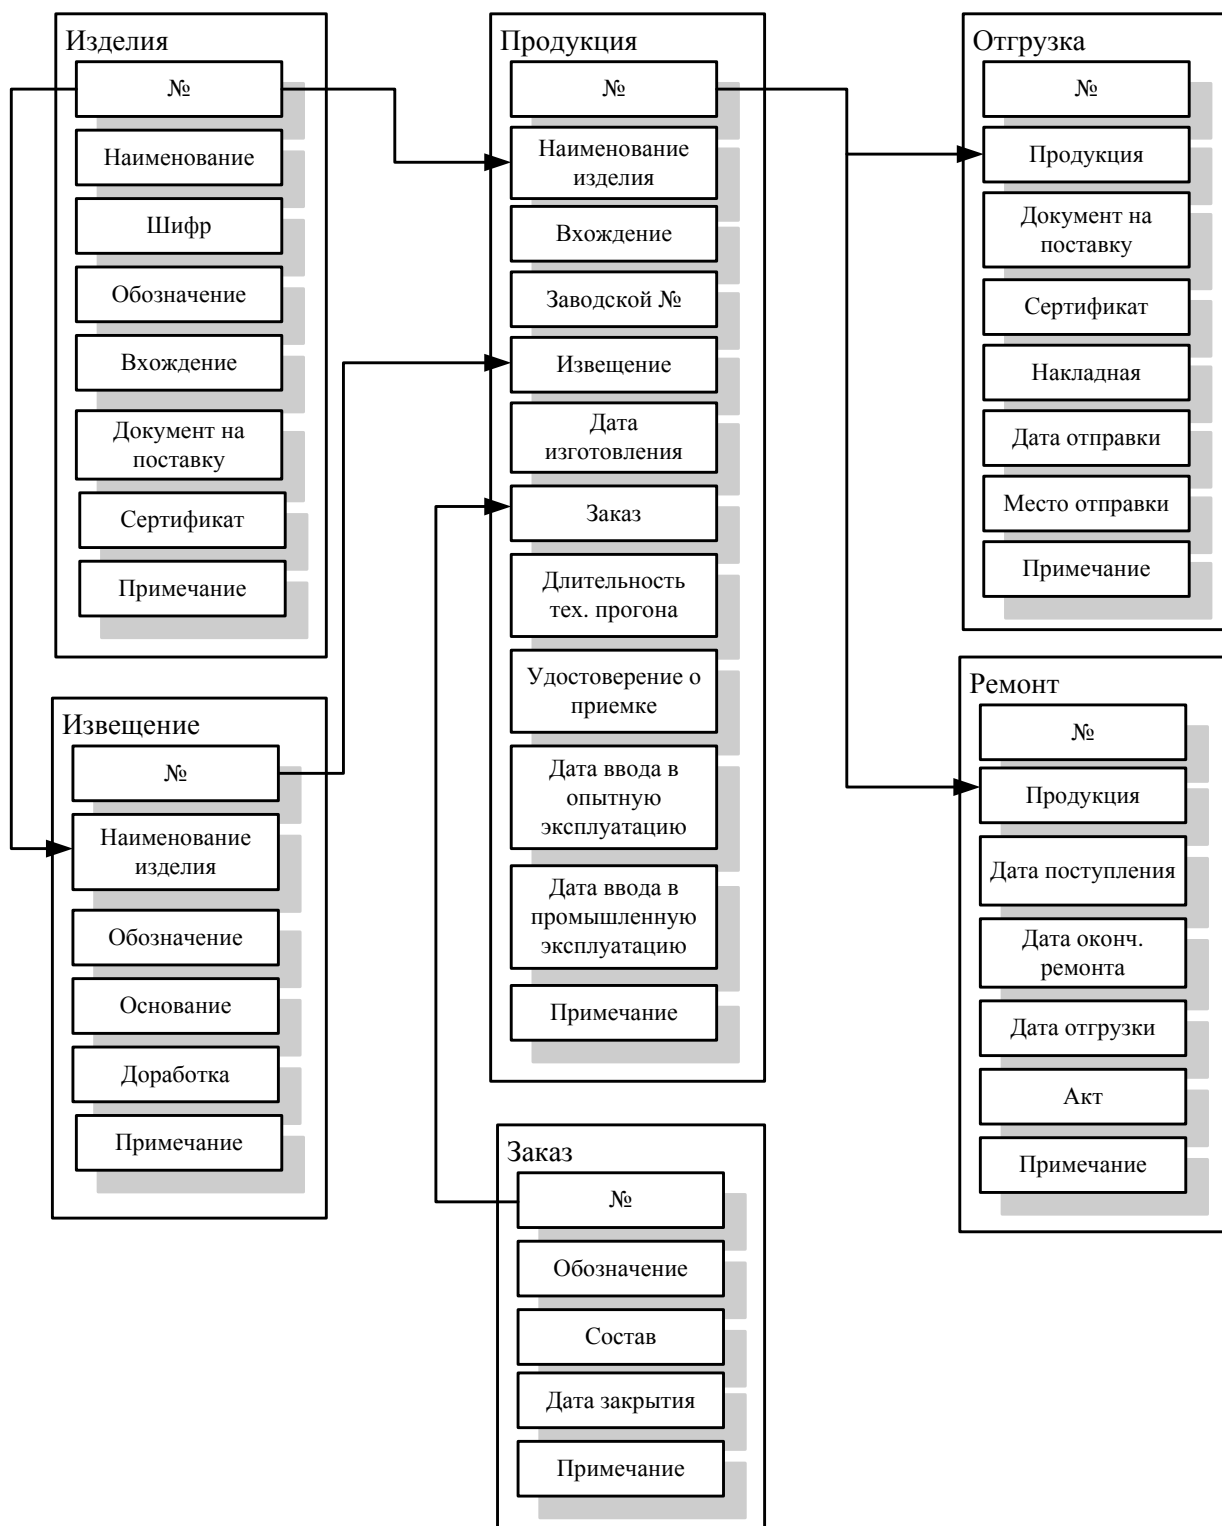 Изделия
№
Наименование
Шифр
Обозначение
Вхождение
Документ на
поставку
Сертификат
Примечание
Извещение
№
Наименование
изделия
Обозначение
Основание
Доработка
Примечание
Продукция
№
Наименование
изделия
Вхождение
Заводской №
Извещение
Дата
изготовления
Заказ
Длительность
тех. прогона
Удостоверение о
приемке
Дата ввода в
опытную
эксплуатацию
Дата ввода в
промышленную
эксплуатацию
Примечание
Заказ
№
Обозначение
Состав
Дата закрытия
Примечание
Отгрузка
№
Продукция
Документ на
поставку
Сертификат
Накладная
Дата отправки
Место отправки
Примечание
Ремонт
№
Продукция
Дата поступления
Дата оконч.
ремонта
Дата отгрузки
Акт
Примечание